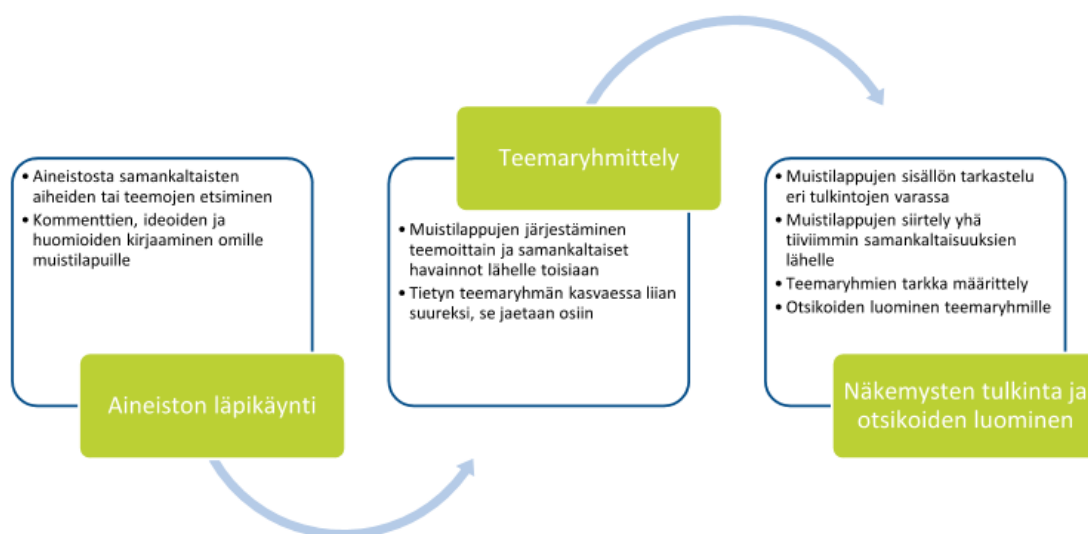 • Aineistosta samankaltaisten
aiheiden tai teemojen etsiminen
• Kommenttien, ideoiden ja
huomioiden kirjaaminen omille
muistilapuille
Aineiston läpikäynti
Teemaryhmittely
• Muistilappujen järjestäminen
teemoittain ja samankaltaiset
havainnot lähelle toisiaan
• Tietyn teemaryhmän kasvaessa liian
suureksi, se jaetaan osiin
• Muistilappujen sisällön tarkastelu
eri tulkintojen varassa
• Muistilappujen siirtely yhä
tiiviimmin samankaltaisuuksien
lähelle
• Teemaryhmien tarkka määrittely
• Otsikoiden luominen teemaryhmille
Näkemysten tulkinta ja
otsikoiden luominen